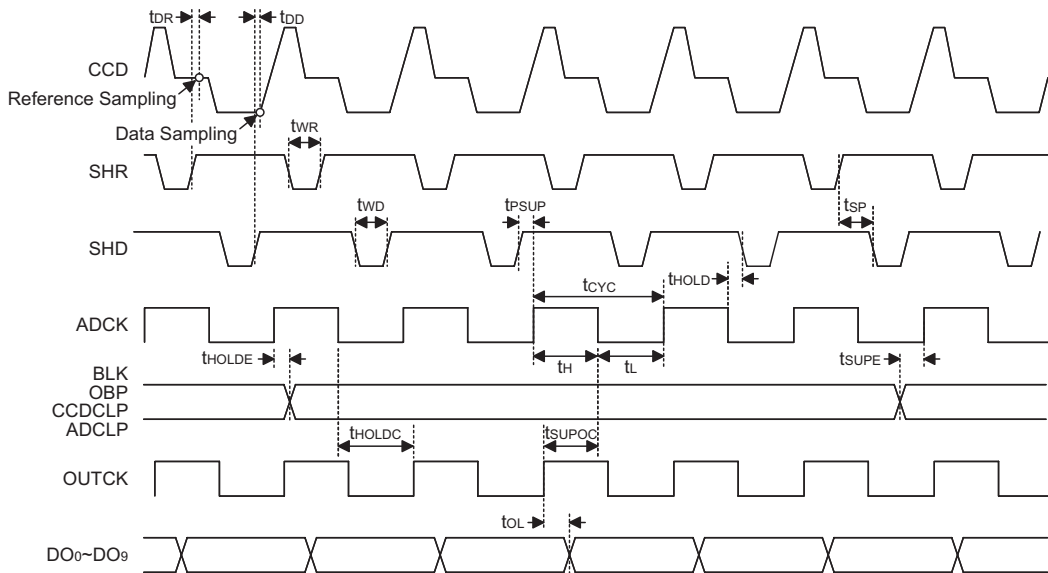 tDR
tDD
CCD
Reference Sampling
Data Sampling
tWR
SHR
tWD
tPSUP
tSP
SHD
tCYC
tHOLD
ADCK
tHOLDE
tH
tL
tSUPE
BLK
OBP
CCDCLP
ADCLP
tHOLDC
tSUPOC
OUTCK
tOL
DO0~DO9